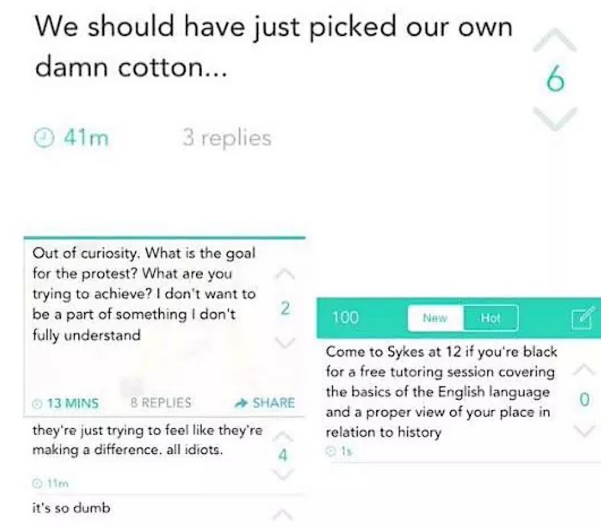 We should have just picked our own
damn cotton...
6
41m 3 replies
Out of curiosity. What is the goal
for the protest? What are you
trying to achieve? I don't want to
be a part of something I don't
fully understand
2
13 MINS 8 REPLIES SHARE
they're just trying to feel like they're
making a difference. all idiots.
4
11m
it's so dumb
100 New Hot
Come to Sykes at 12 if you're black
for a free tutoring session covering
the basics of the English language
and a proper view of your place in
relation to history
0
1s